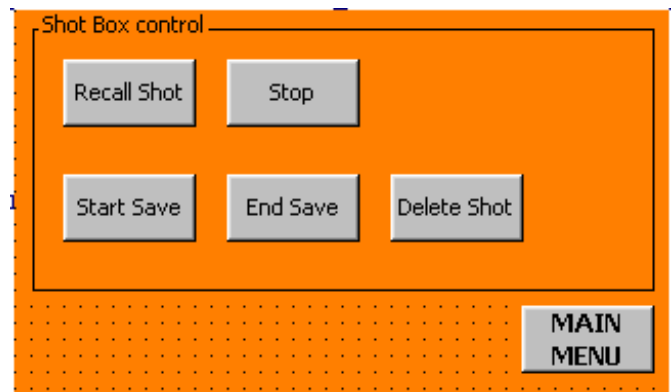 Shot Box control
Recall Shot
Stop
Start Save
End Save
Delete Shot
MAIN
MENU